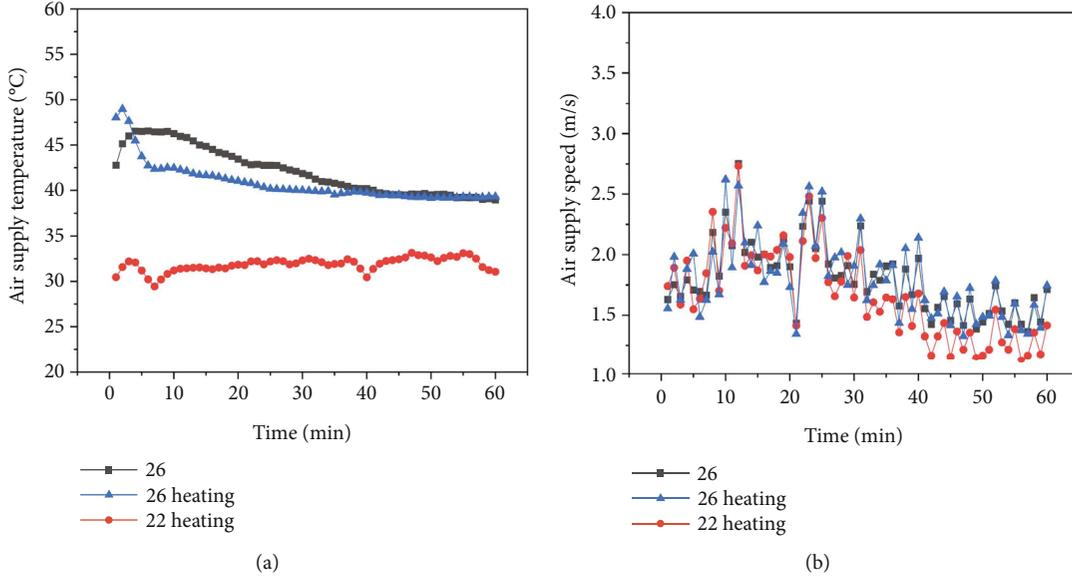 60
55
50
45
40
35
30
25
20
Air supply temperature (°C)
0 10 20 30 40 50 60
Time (min)
26
26 heating
22 heating
(a)
4.0
3.5
3.0
2.5
2.0
1.5
1.0
Air supply speed (m/s)
0 10 20 30 40 50 60
Time (min)
26
26 heating
22 heating
(b)